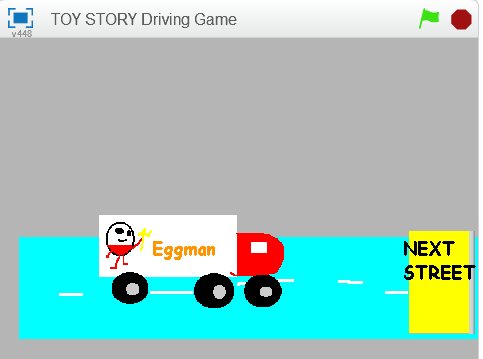 TOY STORY Driving Game
v448
Eggman
NEXT
STREET